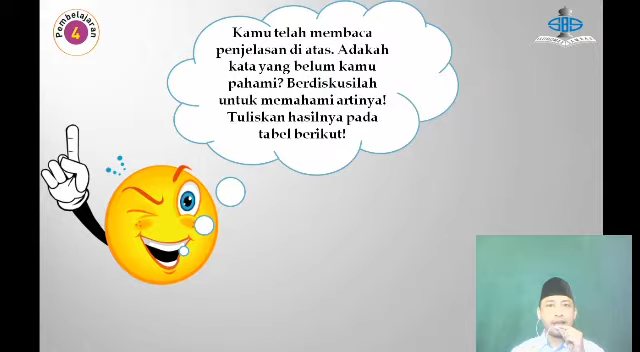 Pembelajaran
4
SBS
Kamu telah membaca
penjelasan di atas. Adakah
kata yang belum kamu
pahami? Berdiskusilah
untuk memahami artinya!
Tuliskan hasilnya pada
tabel berikut!